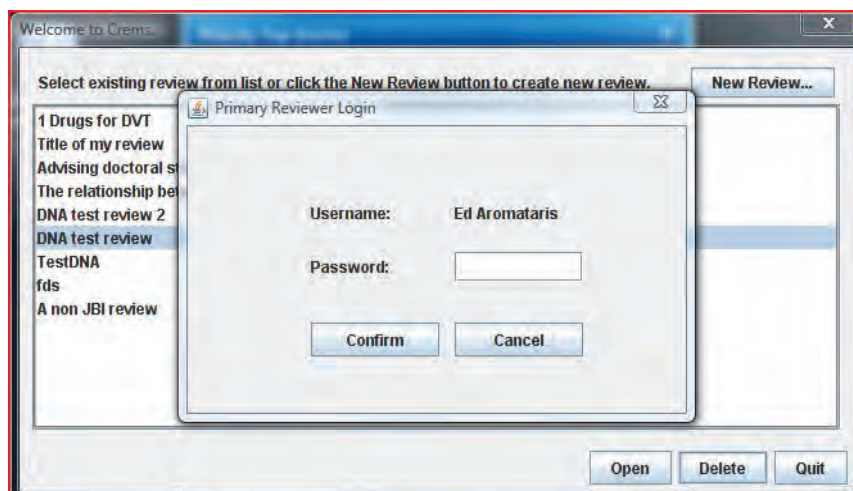 Welcome to Crems.
Select existing review from list or click the New Review button to create new review.
New Review...
1 Drugs for DVT
Title of my review
Advising doctoral st
The relationship bet
DNA test review 2
DNA test review
TestDNA
fds
A non JBI review
Primary Reviewer Login
Username: Ed Aromataris
Password:
Confirm Cancel
Open Delete Quit